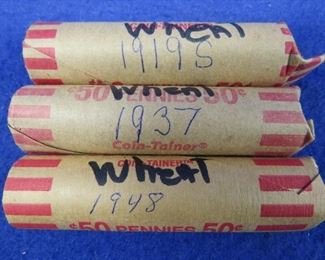 Wheat
1919S
Wheat
50 PENNIES 50¢
1937
Coin-Tainer®
COIN-TAINER®
Wheat
1948
50 PENNIES 50¢